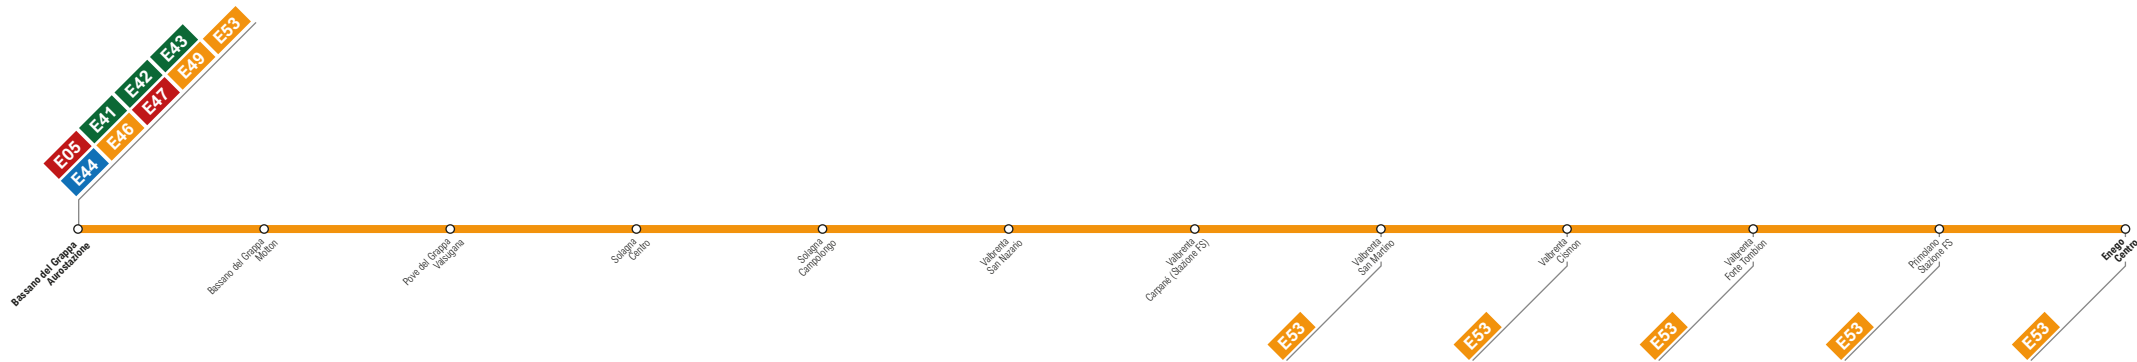 E05 E41 E42 E43
E44 E46 E47 E49 E53
Bassano del Grappa
Autostazione
Bassano del Grappa
Motton
Pove del Grappa
Valsugana
Solagna
Centro
Solagna
Campolongo
Valbrenta
San Nazario
Valbrenta
Carpané (Stazione FS)
Valbrenta
San Martino
Valbrenta
Cismon
Valbrenta
Forte Tombion
Primolano
Stazione FS
Enego
Centro
E53
E53
E53
E53
E53